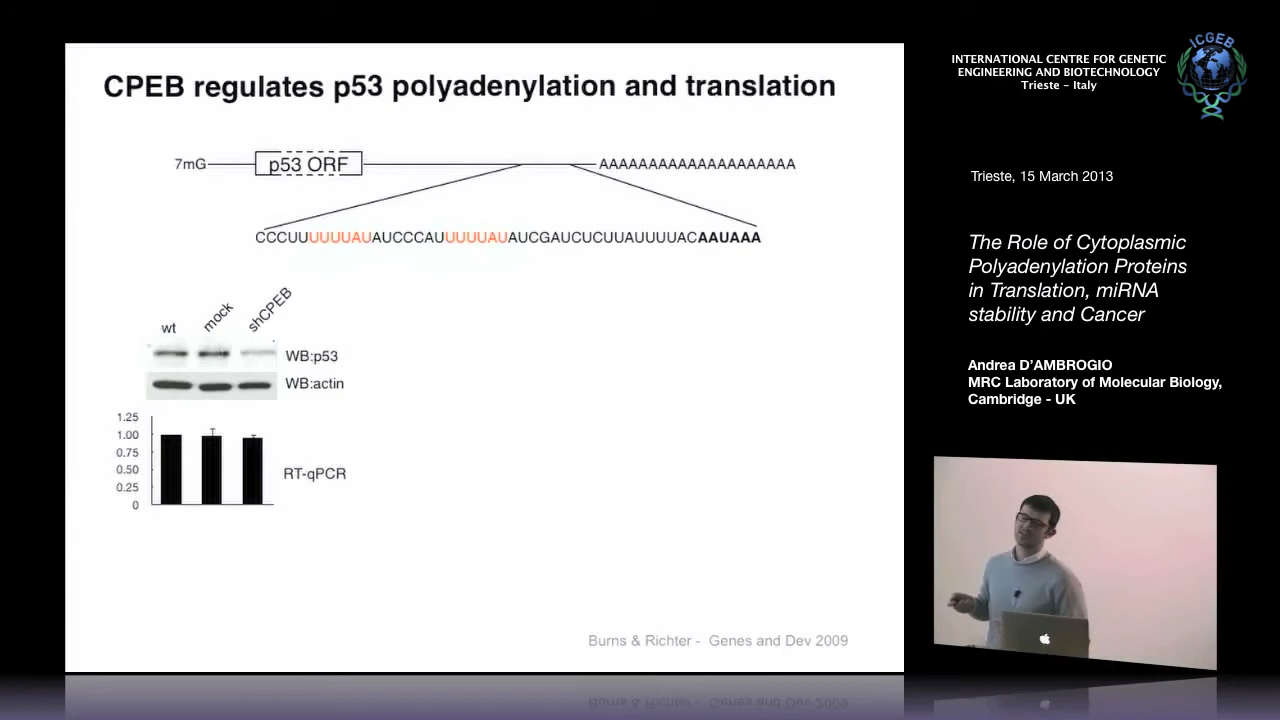 CPEB regulates p53 polyadenylation and translation
7mG
p53 ORF
AAAAAAAAAAAAAAAAAAA
CCCUUUUUUAUAUCCCAUUUUUAUAUCGAUCUCUUAUUUUACAAUAAA
wt
mock
shCPEB
WB:p53
WB:actin
1.25
1.00
0.75
0.50
0.25
0
RT-qPCR
Burns & Richter - Genes and Dev 2009
INTERNATIONAL CENTRE FOR GENETIC
ENGINEERING AND BIOTECHNOLOGY
Trieste - Italy
ICGEB
Trieste, 15 March 2013
The Role of Cytoplasmic
Polyadenylation Proteins
in Translation, miRNA
stability and Cancer
Andrea D'AMBROGIO
MRC Laboratory of Molecular Biology,
Cambridge - UK